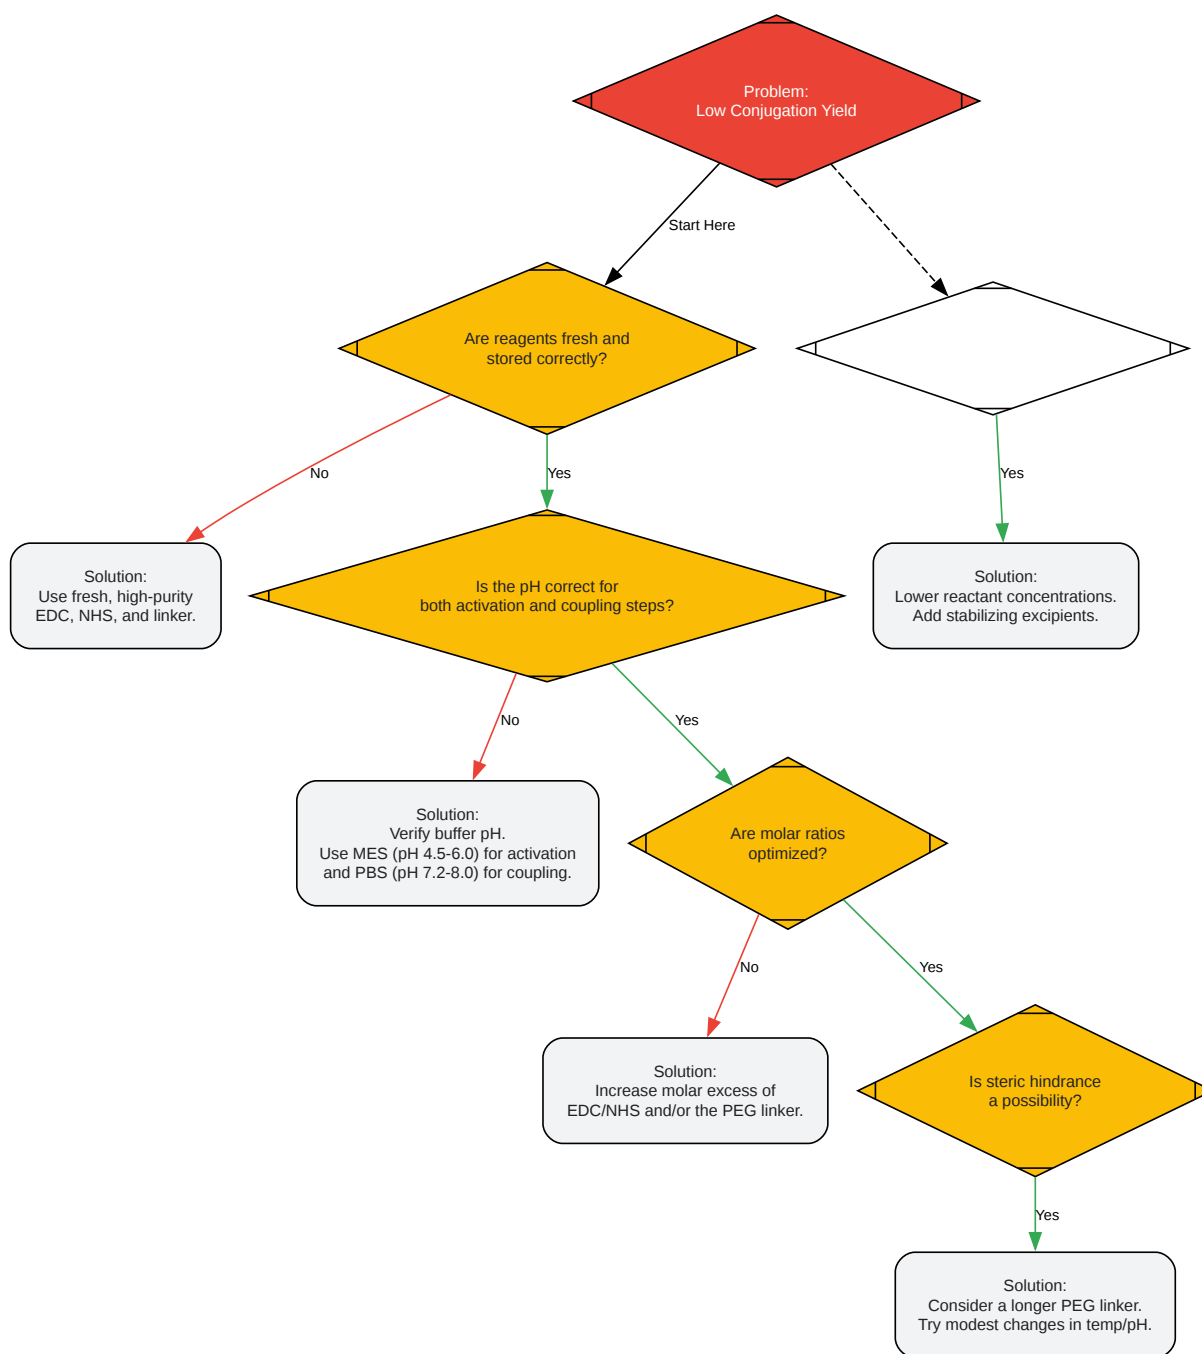 Problem:
Low Conjugation Yield
Start Here
Are reagents fresh and
stored correctly?
No
Yes
Yes
Solution:
Use fresh, high-purity
EDC, NHS, and linker.
Is the pH correct for
both activation and coupling steps?
Solution:
Lower reactant concentrations.
Add stabilizing excipients.
No
Yes
Solution:
Verify buffer pH.
Use MES (pH 4.5-6.0) for activation
and PBS (pH 7.2-8.0) for coupling.
Are molar ratios
optimized?
No
Yes
Solution:
Increase molar excess of
EDC/NHS and/or the PEG linker.
Is steric hindrance
a possibility?
Yes
Solution:
Consider a longer PEG linker.
Try modest changes in temp/pH.